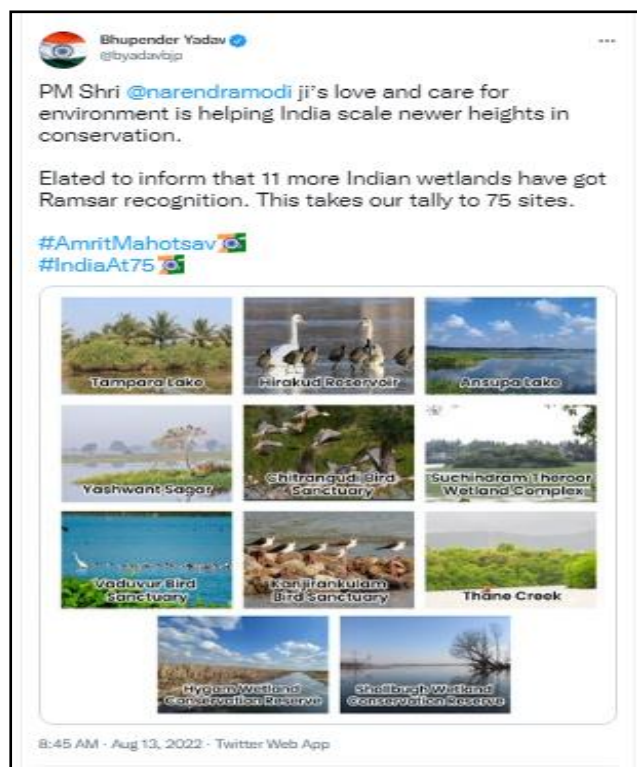 Bhupender Yadav
@byadavbjp
PM Shri @narendramodi ji's love and care for
environment is helping India scale newer heights in
conservation.
Elated to inform that 11 more Indian wetlands have got
Ramsar recognition. This takes our tally to 75 sites.
#AmritMahotsav
#IndiaAt75
Tampara Lake
Hirakud Reservoir
Ansupa Lake
Yashwant Sagar
Chitrangudi Bird
Sanctuary
Suchindram Theroor
Wetland Complex
Vaduvur Bird
Sanctuary
Kanjirankulam
Bird Sanctuary
Thane Creek
Hygam Wetland
Conservation Reserve
Shallbugh Wetland
Conservation Reserve
8:45 AM · Aug 13, 2022 · Twitter Web App